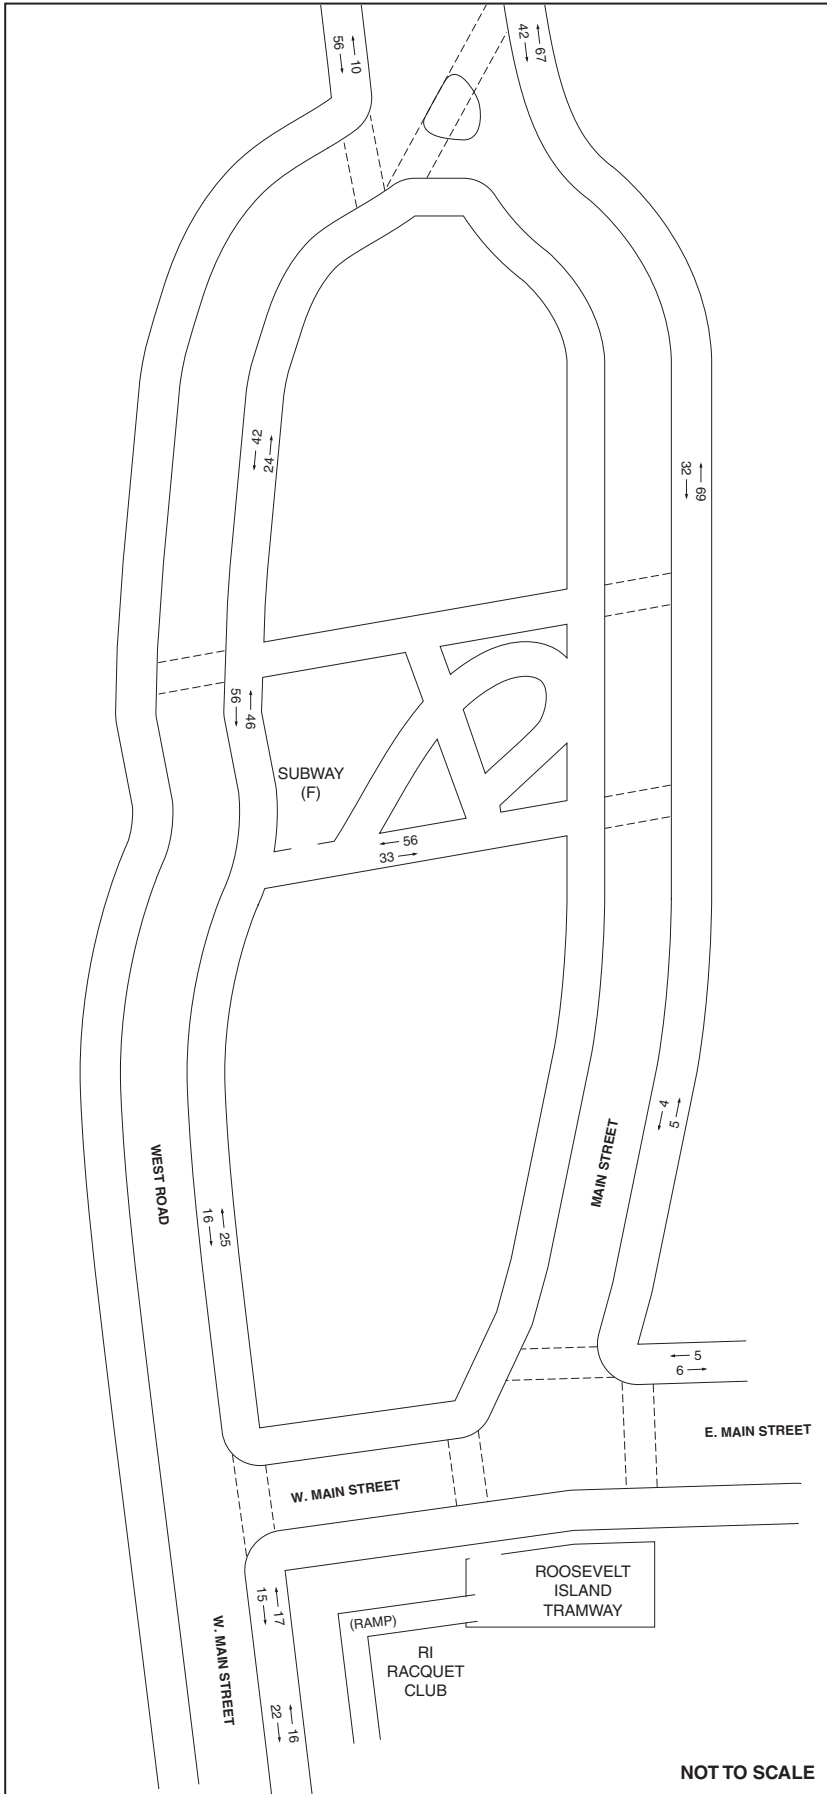 56
10
42
67
42
24
32
69
56
46
SUBWAY
(F)
56
33
4
5
MAIN STREET
WEST ROAD
16
25
5
6
E. MAIN STREET
W. MAIN STREET
15
17
ROOSEVELT
ISLAND
TRAMWAY
(RAMP)
RI
RACQUET
CLUB
W. MAIN STREET
22
16
NOT TO SCALE